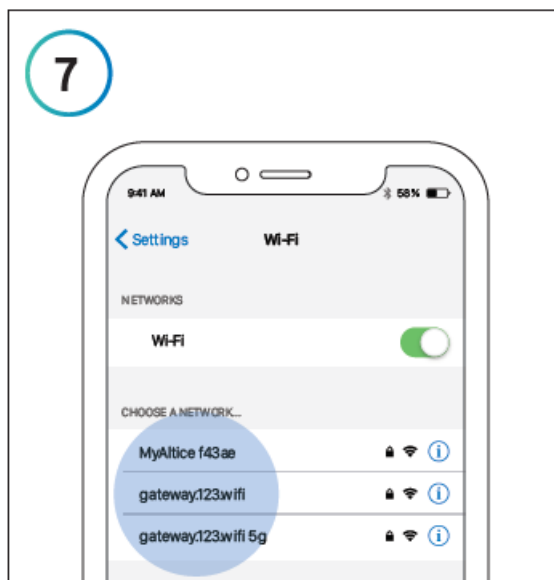 7
9:41 AM 58%
Settings Wi-Fi
NETWORKS
Wi-Fi
CHOOSE A NETWORK...
MyAltice f43ae
gateway.123.wifi
gateway.123.wifi 5g